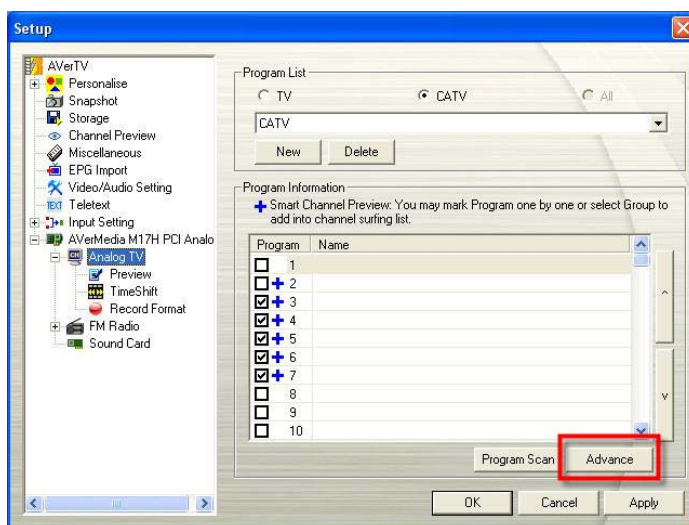 Setup
AVerTV
Personalise
Snapshot
Storage
Channel Preview
Miscellaneous
EPG Import
Video/Audio Setting
TEXT Teletext
Input Setting
AVerMedia M17H PCI Analo
CH Analog TV
Preview
TimeShift
Record Format
FM Radio
Sound Card
Program List
TV CATV All
CATV
New Delete
Program Information
Smart Channel Preview: You may mark Program one by one or select Group to
add into channel surfing list.
Program Name
1
2
3
4
5
6
7
8
9
10
Program Scan Advance
OK Cancel Apply